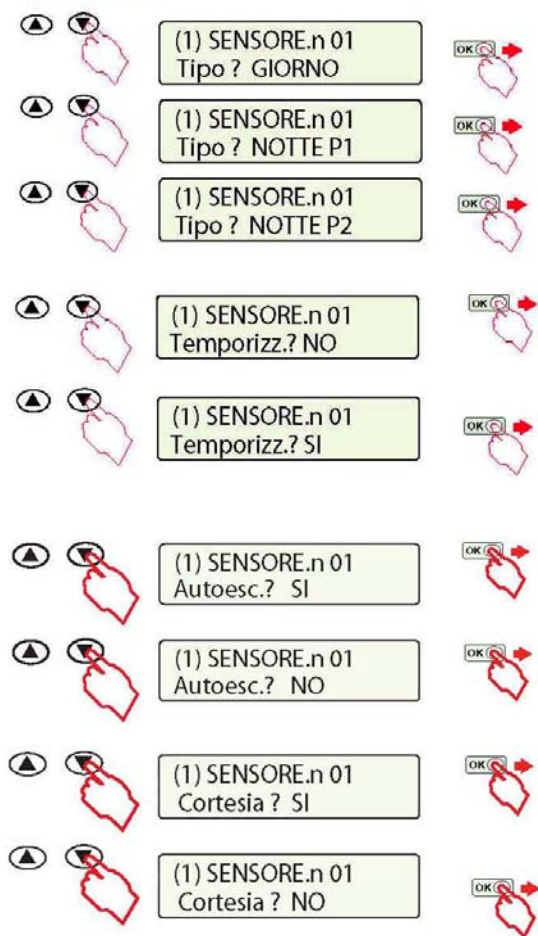 (1) SENSORE.n 01
Tipo ? GIORNO
OK
(1) SENSORE.n 01
Tipo ? NOTTE P1
OK
(1) SENSORE.n 01
Tipo ? NOTTE P2
OK
(1) SENSORE.n 01
Temporizz.? NO
OK
(1) SENSORE.n 01
Temporizz.? SI
OK
(1) SENSORE.n 01
Autoesc.? SI
OK
(1) SENSORE.n 01
Autoesc.? NO
OK
(1) SENSORE.n 01
Cortesia ? SI
OK
(1) SENSORE.n 01
Cortesia ? NO
OK